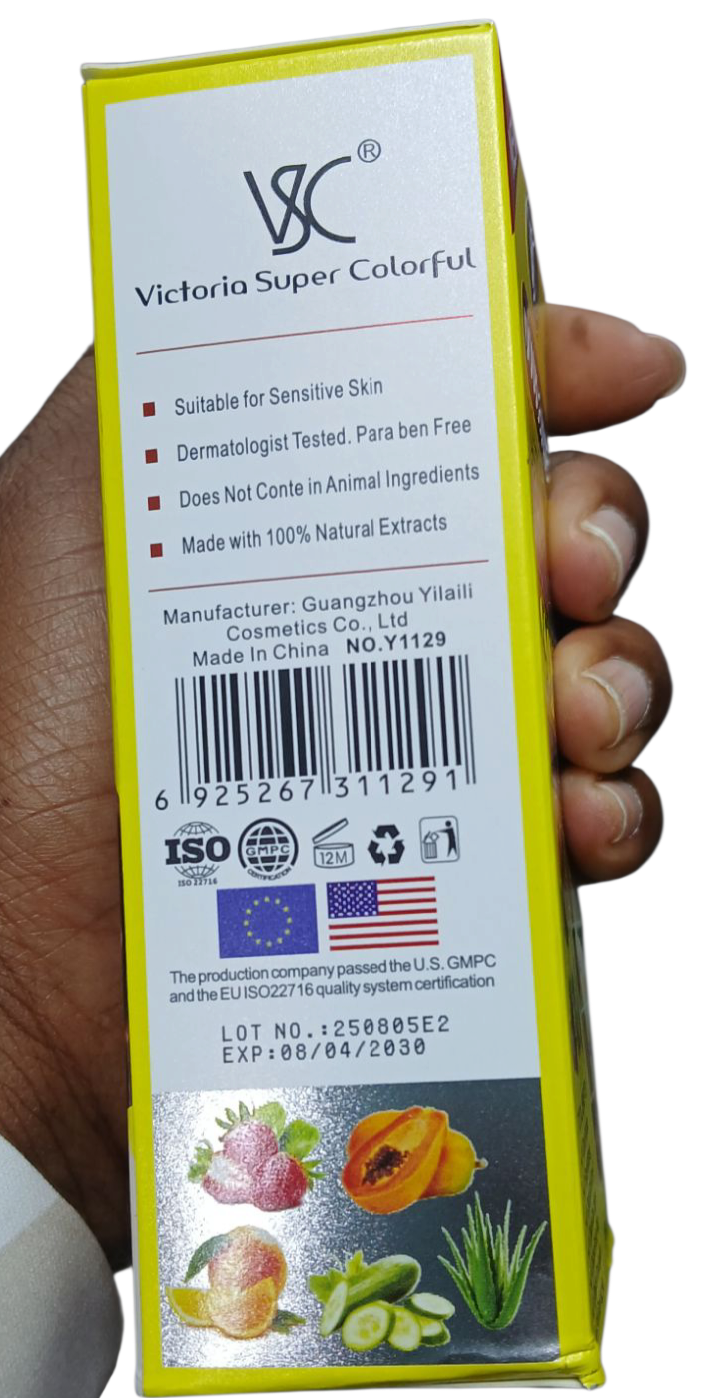 VSC®
Victoria Super Colorful
Suitable for Sensitive Skin
Dermatologist Tested. Para ben Free
Does Not Conte in Animal Ingredients
Made with 100% Natural Extracts
Manufacturer: Guangzhou Yilaili
Cosmetics Co., Ltd
Made In China NO.Y1129
6 925267 311291
ISO GMPC 12M
ISO 22716 CERTIFICATION
The production company passed the U.S. GMPC
and the EU ISO22716 quality system certification
LOT NO.:250805E2
EXP:08/04/2030